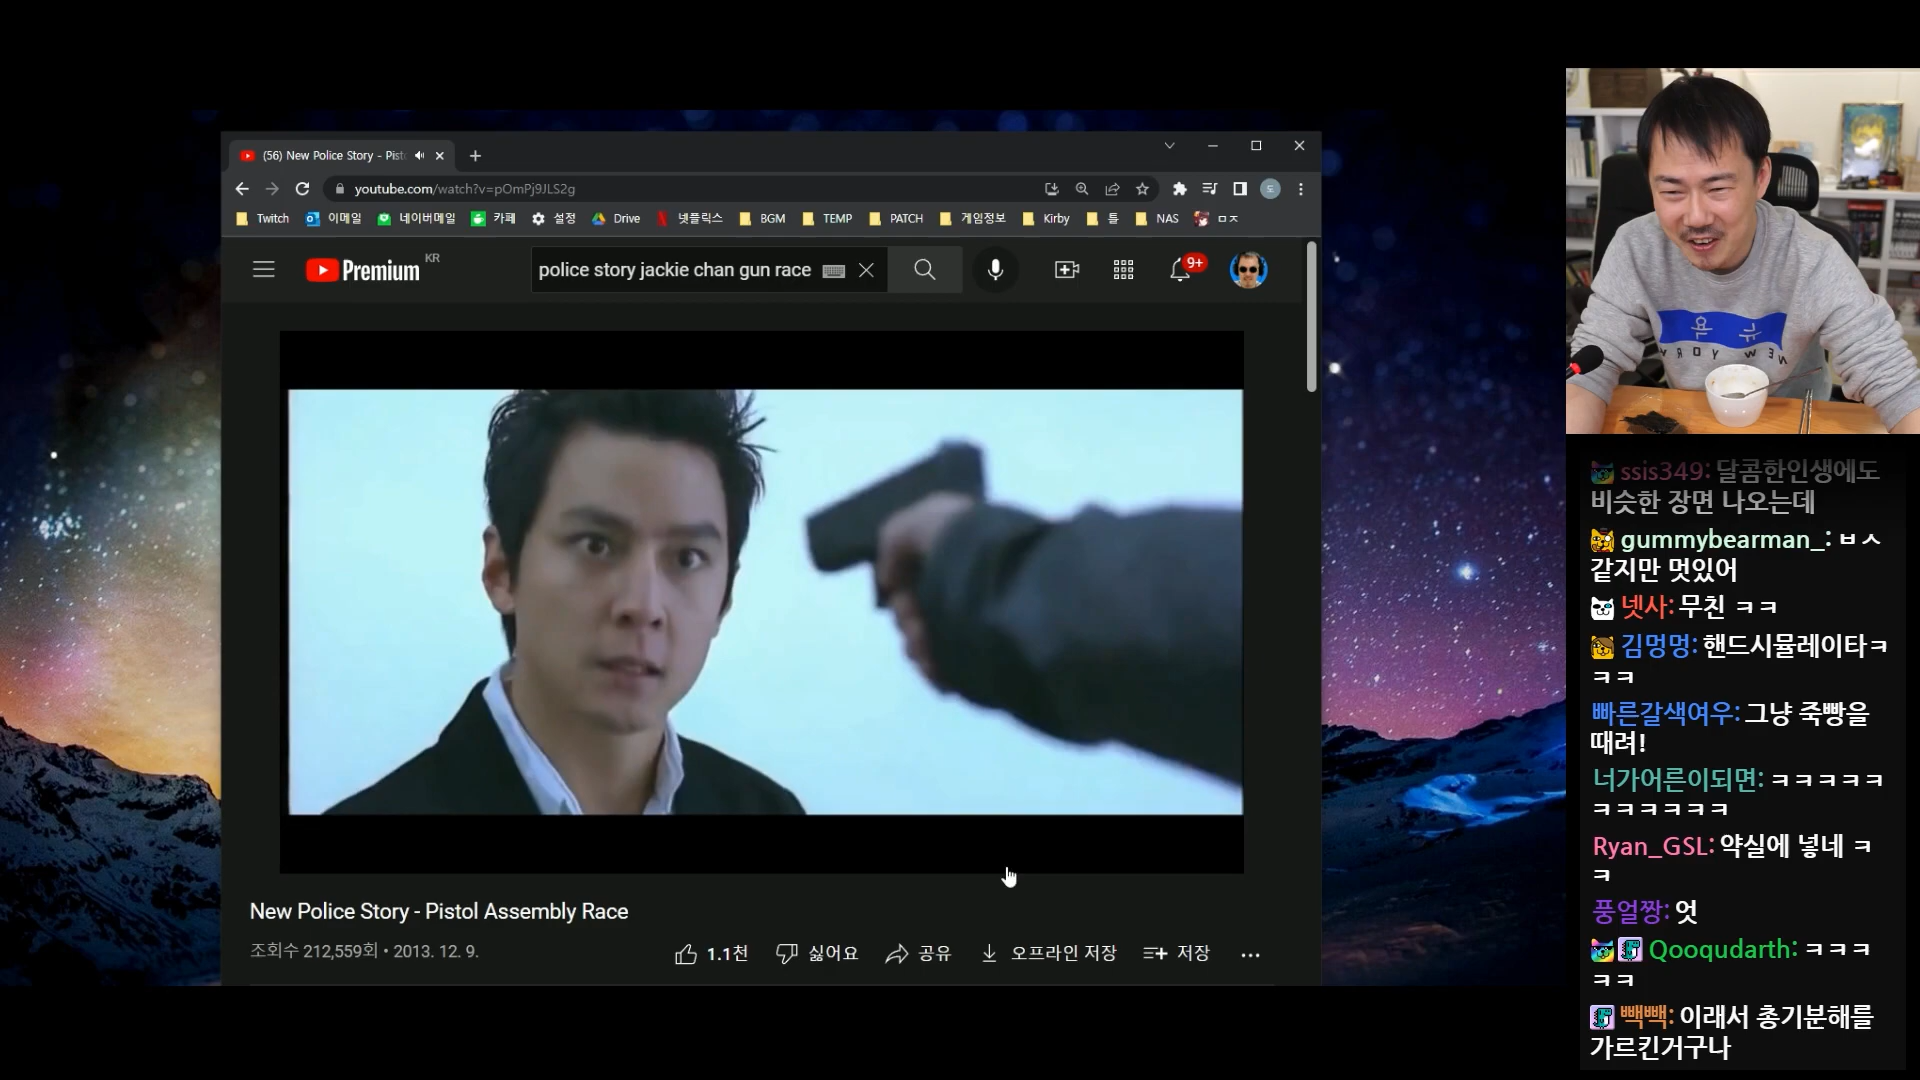 (56) New Police Story - Pist
youtube.com/watch?v=pOmPj9JLS2g
Twitch 이메일 네이버메일 카페 설정 Drive 넷플릭스 BGM TEMP PATCH 게임정보 Kirby 틀 NAS ㅁㅈ
Premium KR
police story jackie chan gun race
9+
New Police Story - Pistol Assembly Race
조회수 212,559회 • 2013. 12. 9.
1.1천 싫어요 공유 오프라인 저장 저장
욘 뉴
NEW YORK
ssis349: 달콤한인생에도
비슷한 장면 나오는데
gummybearman_: ㅂㅅ
같지만 멋있어
넷사: 무친 ㅋㅋ
김멍멍: 핸드시뮬레이타ㅋ
ㅋㅋ
빠른갈색여우: 그냥 죽빵을
때려!
너가어른이되면: ㅋㅋㅋㅋㅋ
ㅋㅋㅋㅋㅋㅋ
Ryan_GSL: 약실에 넣네 ㅋ
ㅋ
풍얼짱: 엇
Qooqudarth: ㅋㅋㅋ
ㅋㅋ
빽빽: 이래서 총기분해를
가르킨거구나